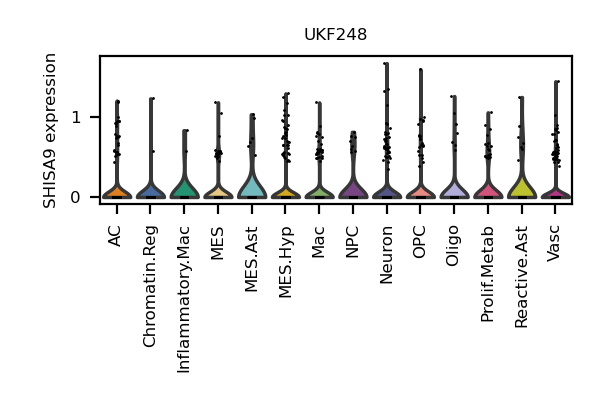 UKF248
SHISA9 expression
1
0
AC
Chromatin.Reg
Inflammatory.Mac
MES
MES.Ast
MES.Hyp
Mac
NPC
Neuron
OPC
Oligo
Prolif.Metab
Reactive.Ast
Vasc